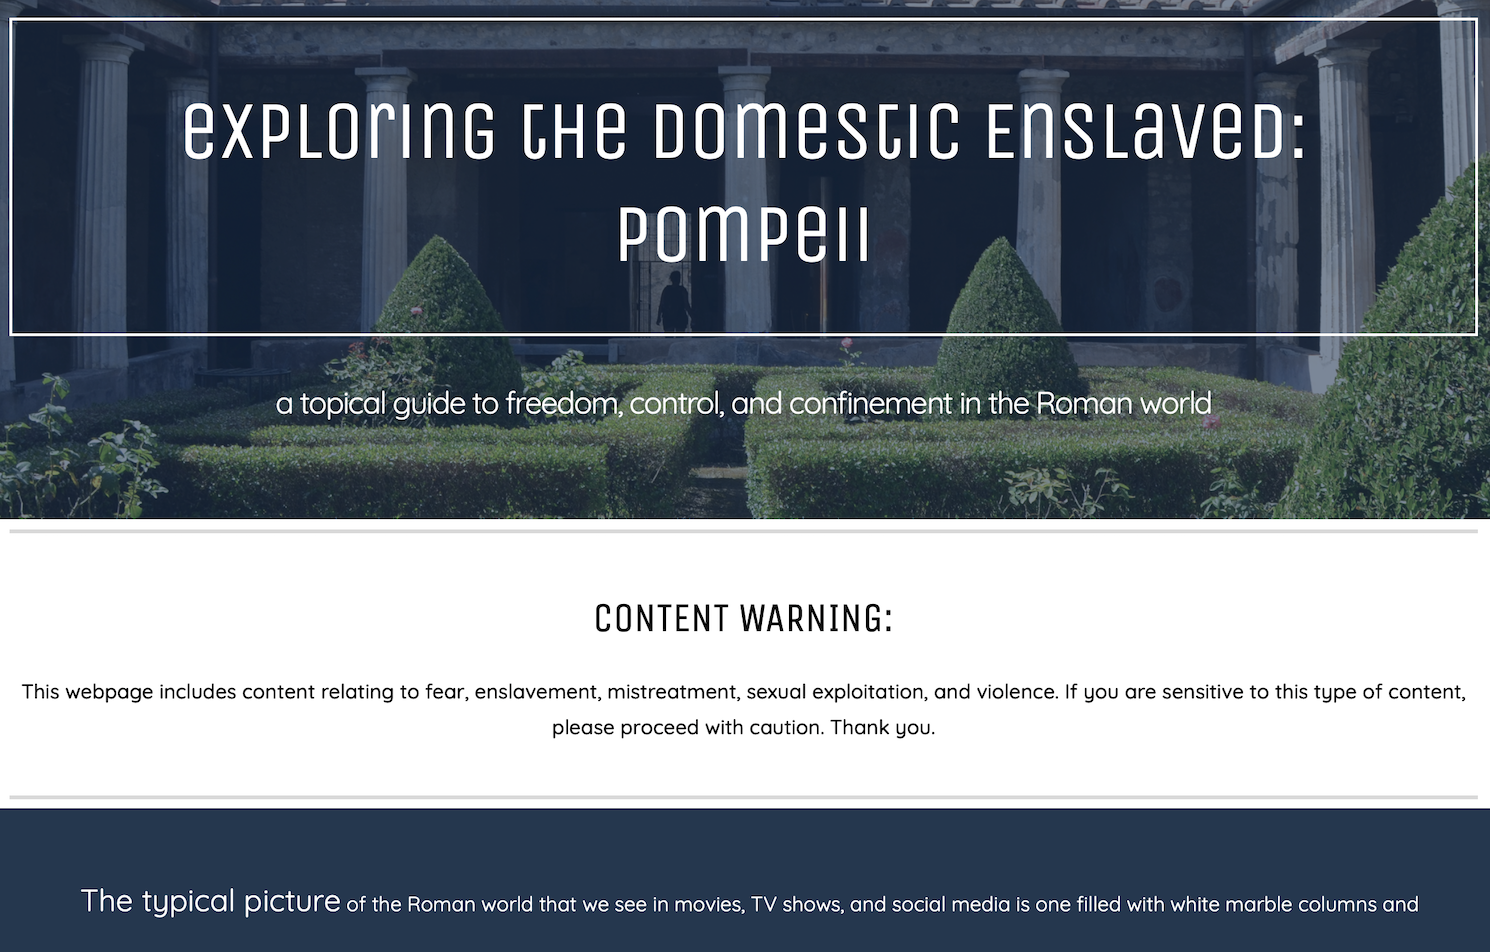 exploring the Domestic Enslaved:
Pompeii
a topical guide to freedom, control, and confinement in the Roman world
CONTENT WARNING:
This webpage includes content relating to fear, enslavement, mistreatment, sexual exploitation, and violence. If you are sensitive to this type of content,
please proceed with caution. Thank you.
The typical picture of the Roman world that we see in movies, TV shows, and social media is one filled with white marble columns and